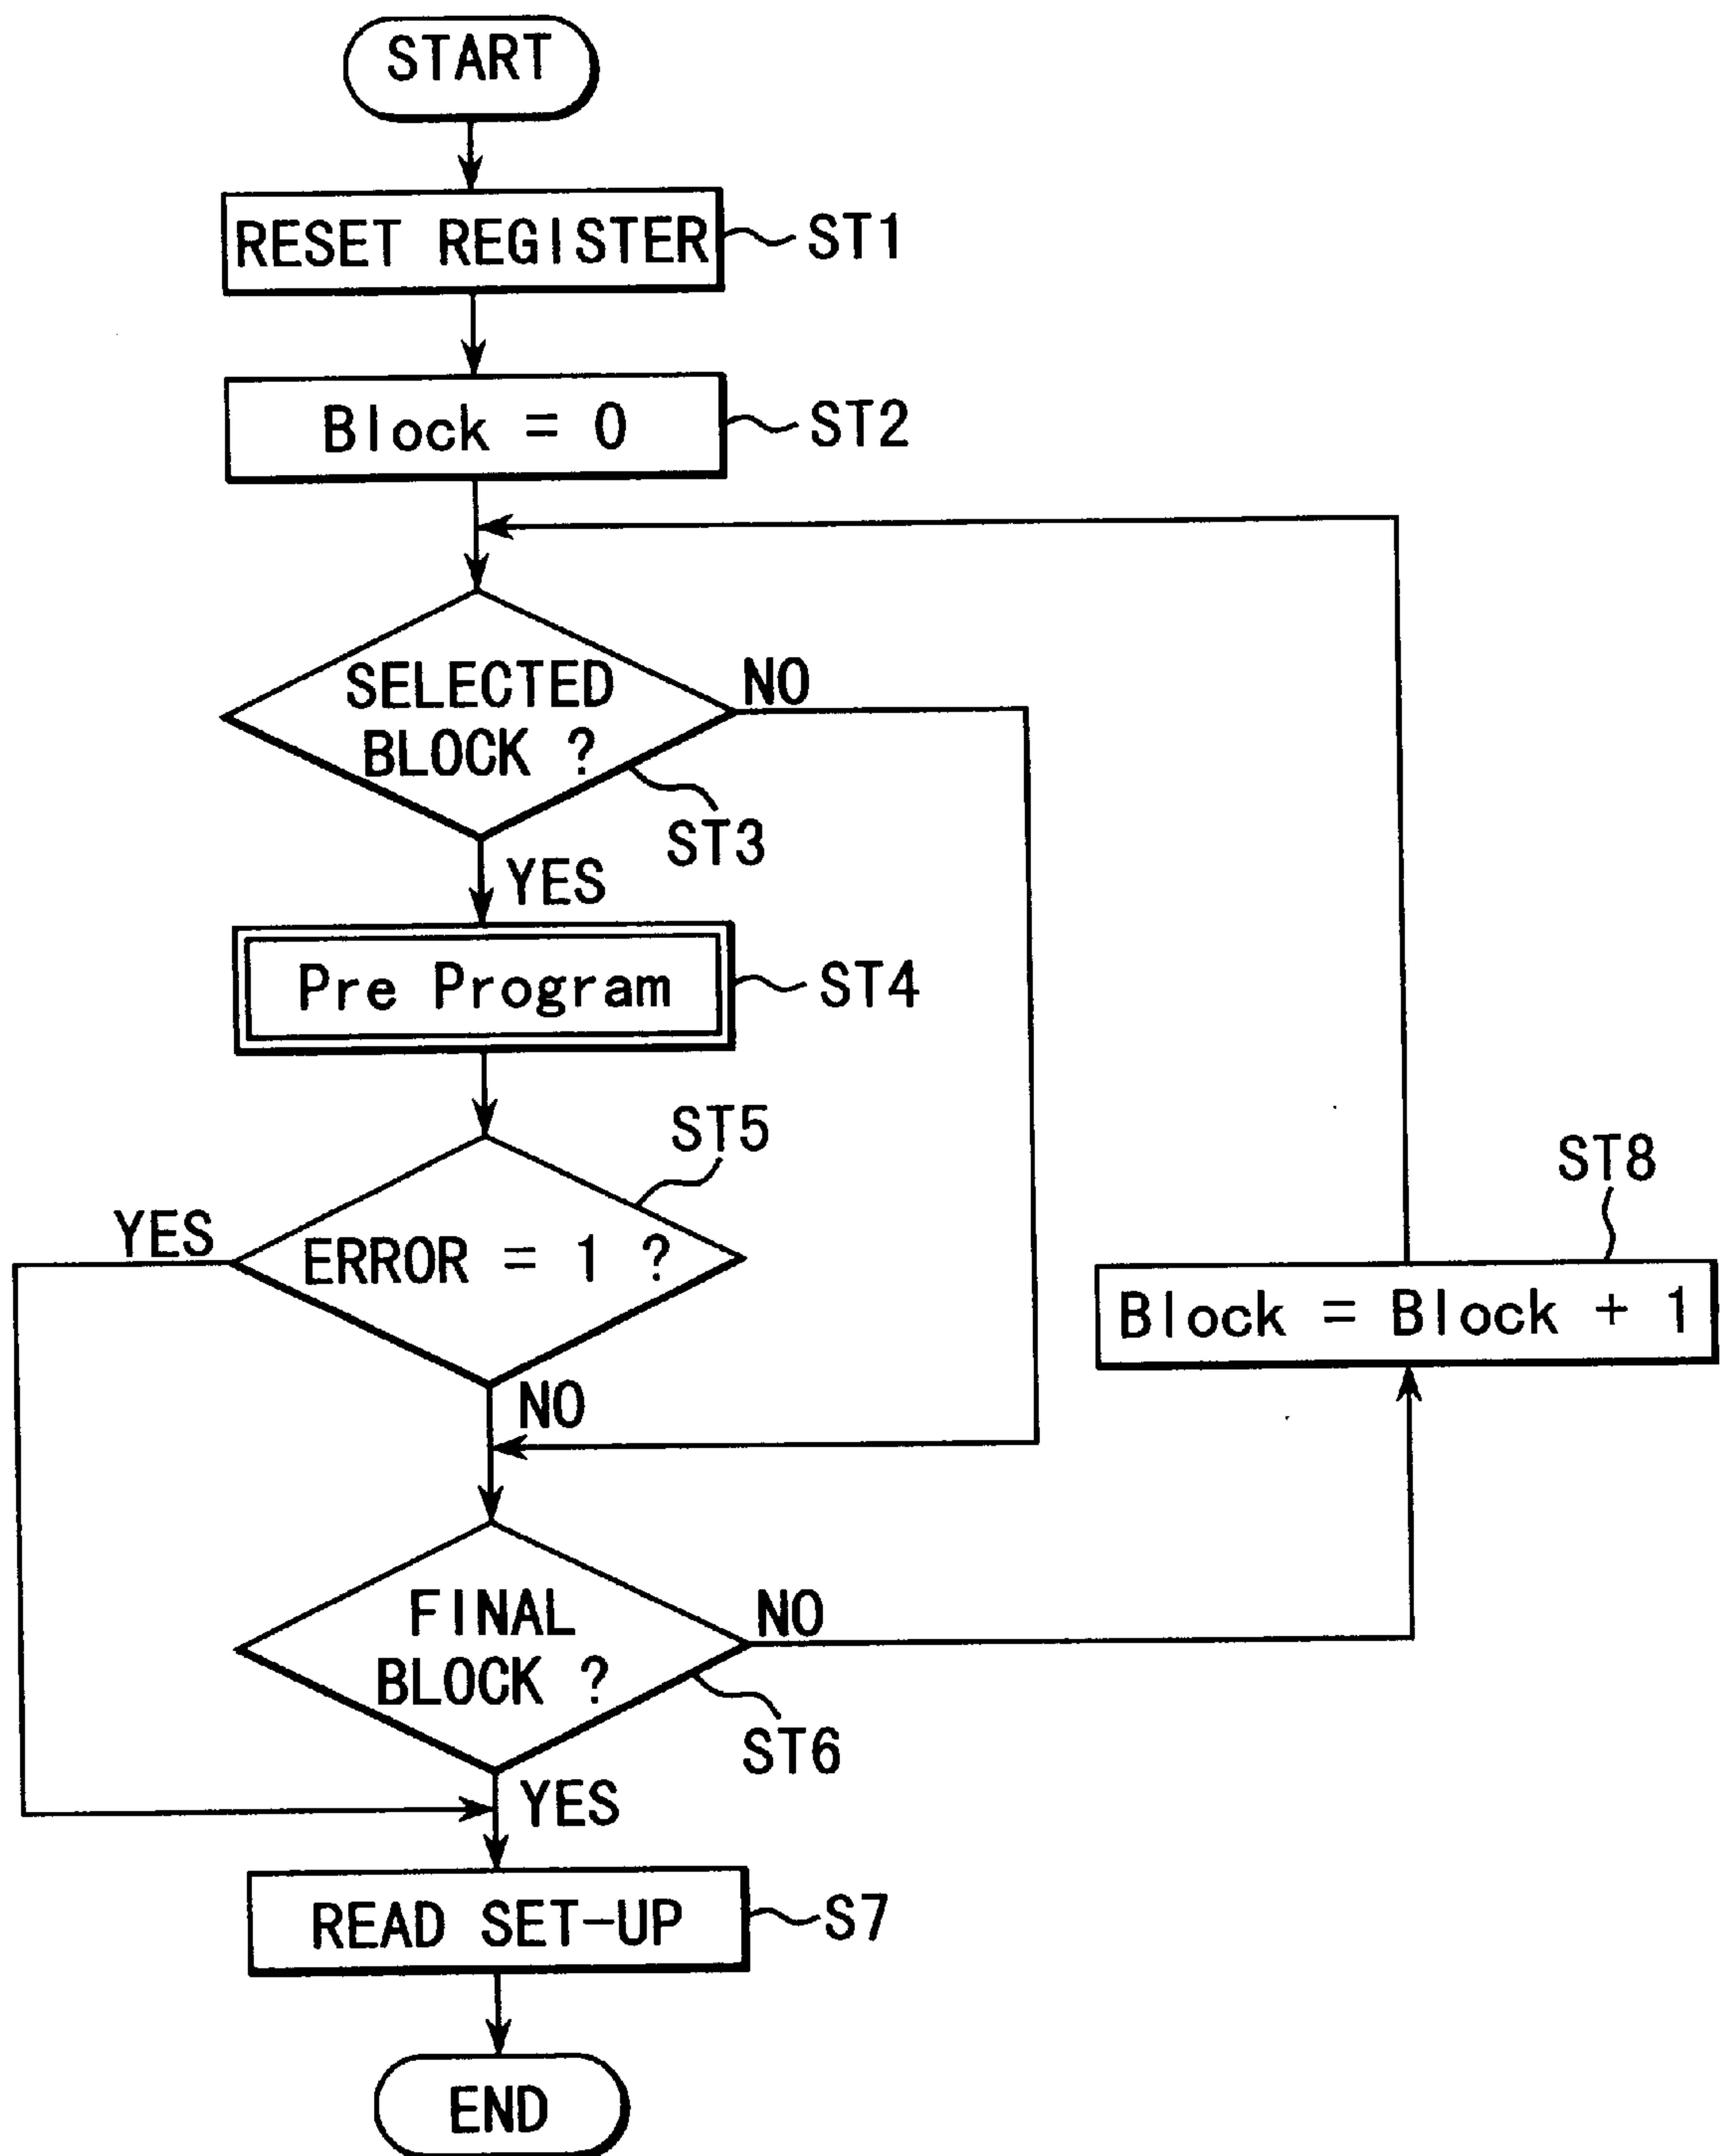 START
RESET REGISTER
ST1
Block = 0
ST2
SELECTED
BLOCK ?
NO
ST3
YES
Pre Program
ST4
ST5
YES
ERROR = 1 ?
NO
ST8
Block = Block + 1
FINAL
BLOCK ?
NO
ST6
YES
READ SET-UP
S7
END